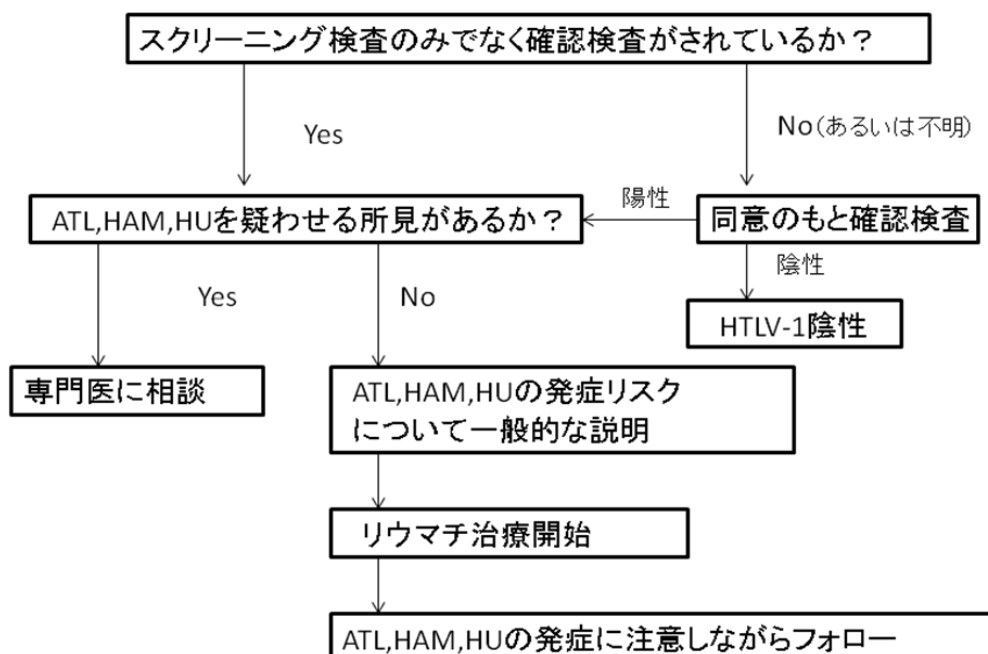 スクリーニング検査のみでなく確認検査がされているか？
Yes
No(あるいは不明)
ATL,HAM,HUを疑わせる所見があるか？
陽性
同意のもと確認検査
陰性
Yes
No
HTLV-1陰性
専門医に相談
ATL,HAM,HUの発症リスク
について一般的な説明
リウマチ治療開始
ATL,HAM,HUの発症に注意しながらフォロー